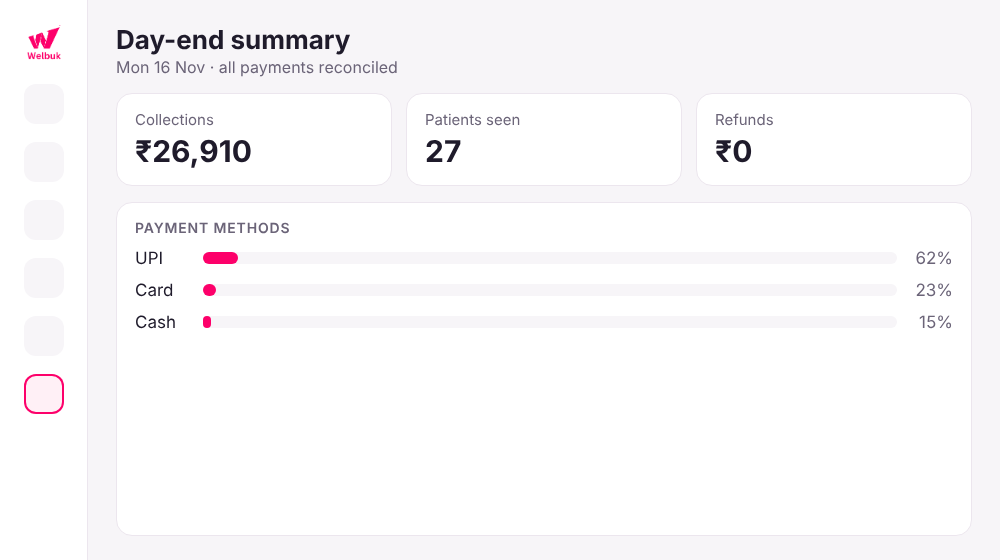 Welbuk
Day-end summary
Mon 16 Nov · all payments reconciled
Collections
₹26,910
Patients seen
27
Refunds
₹0
PAYMENT METHODS
UPI 62%
Card 23%
Cash 15%